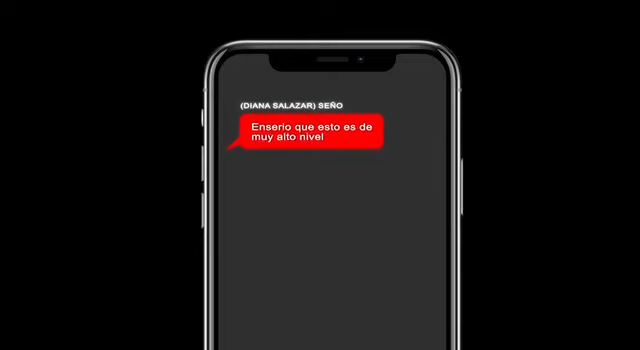 (DIANA SALAZAR) SEÑO
Enserio que esto es de
muy alto nivel